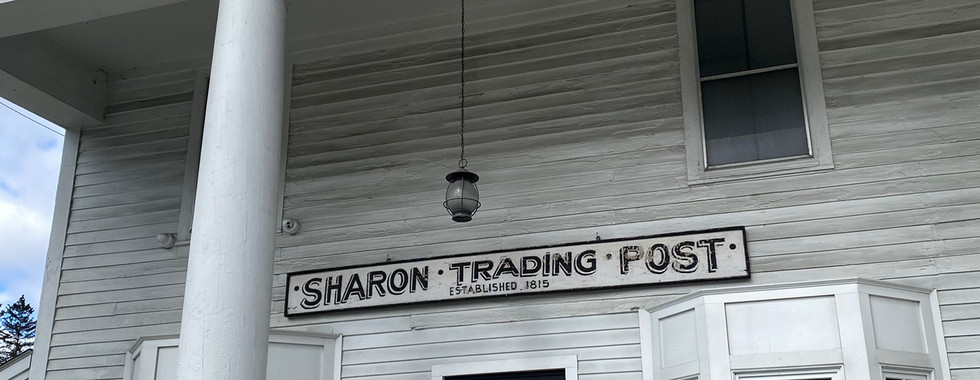 ·SHARON·TRADING·POST·
ESTABLISHED.1815